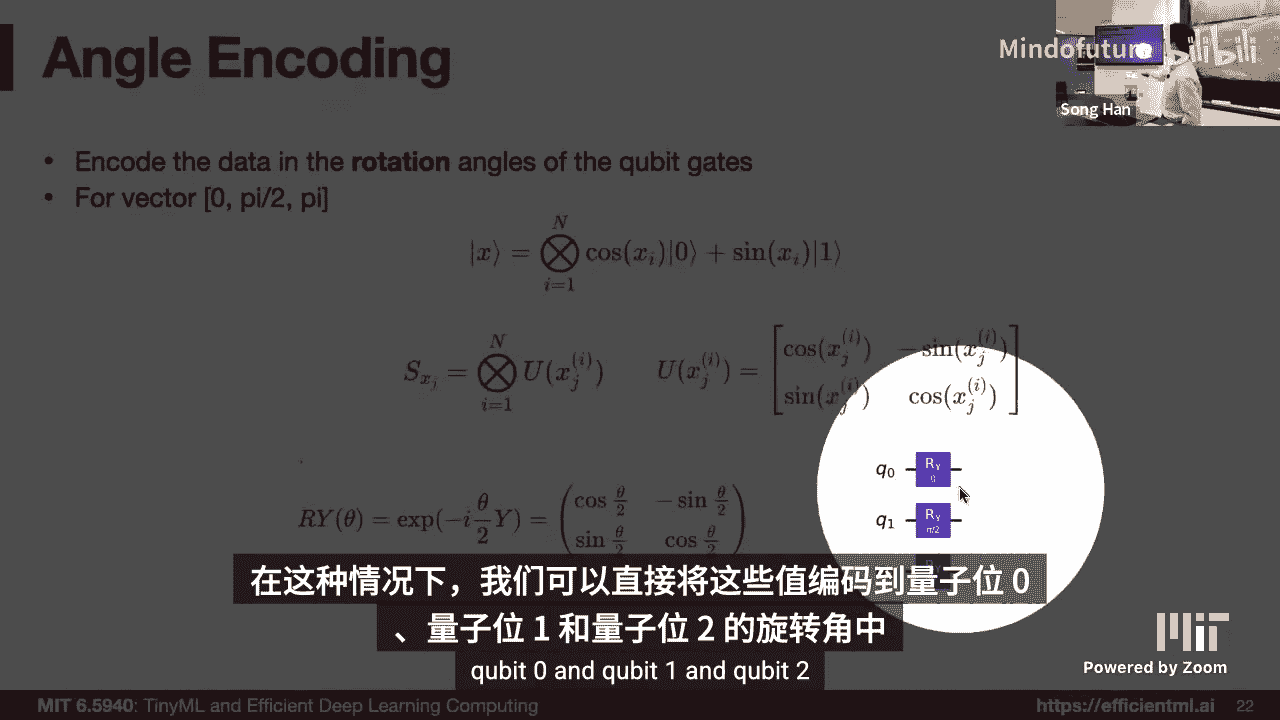 Angle Encoding
Mindofuture bilibili
Song Han
• Encode the data in the rotation angles of the qubit gates
• For vector [0, pi/2, pi]
|x⟩ = ⨂_{i=1}^{N} cos(x_i)|0⟩ + sin(x_i)|1⟩
S_{x_j} = ⨂_{i=1}^{N} U(x_j^{(i)})   U(x_j^{(i)}) = [cos(x_j^{(i)}) −sin(x_j^{(i)}); sin(x_j^{(i)}) cos(x_j^{(i)})]
q_0 R_Y 0
RY(θ) = exp(−i θ/2 Y) = (cos θ/2 −sin θ/2; sin θ/2 cos θ/2)
q_1 R_Y π/2
在这种情况下，我们可以直接将这些值编码到量子位 0
、量子位 1 和量子位 2 的旋转角中
qubit 0 and qubit 1 and qubit 2
MIT
Powered by Zoom
MIT 6.5940: TinyML and Efficient Deep Learning Computing
https://efficientml.ai 22